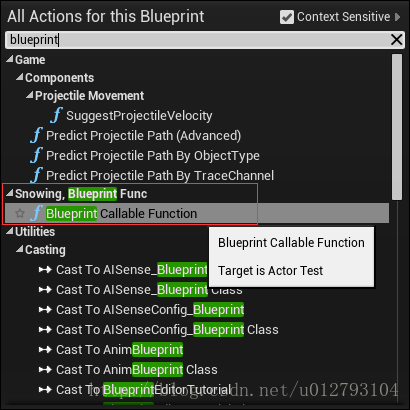 All Actions for this Blueprint
Context Sensitive
blueprint
Game
Components
Projectile Movement
SuggestProjectileVelocity
Predict Projectile Path (Advanced)
Predict Projectile Path By ObjectType
Predict Projectile Path By TraceChannel
Snowing, Blueprint Func
Blueprint Callable Function
Utilities
Casting
Cast To AISense_Blueprint
Cast To AISense_Blueprint Class
Cast To AISenseConfig_Blueprint
Cast To AISenseConfig_Blueprint Class
Cast To AnimBlueprint
Cast To AnimBlueprint Class
Cast To BlueprintEditorTutorial
Blueprint Callable Function
Target is Actor Test
http://blog.csdn.net/u012793104